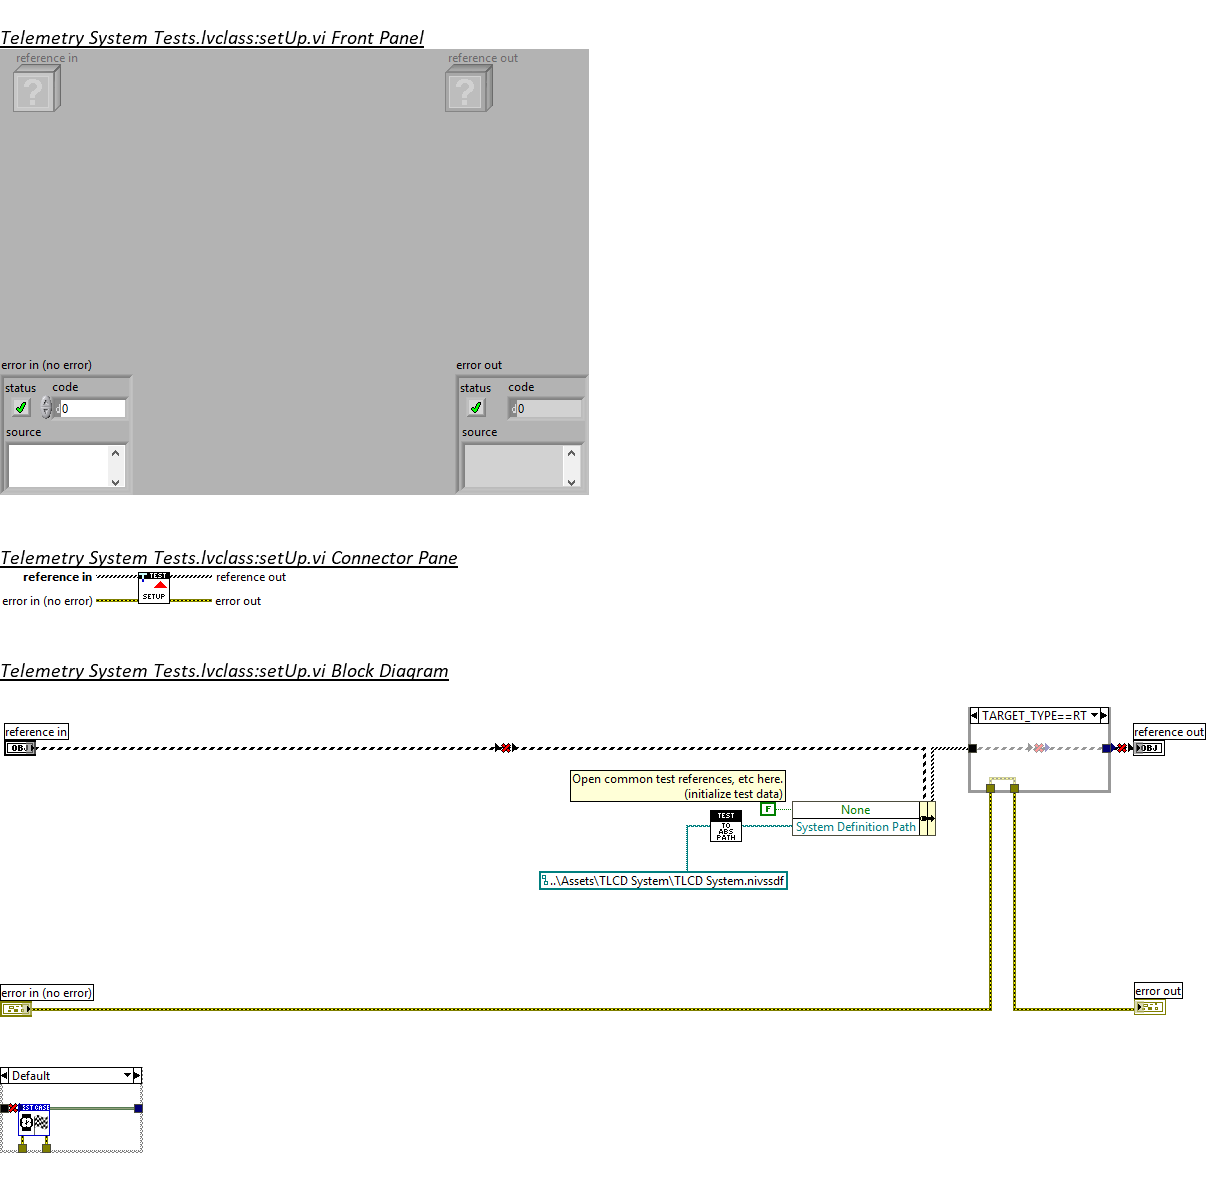 Telemetry System Tests.lvclass:setUp.vi Front Panel
reference in
reference out
?
?
error in (no error)
error out
status code
status code
d0
d0
source
source
Telemetry System Tests.lvclass:setUp.vi Connector Pane
TEST
reference in
reference out
SETUP
error in (no error)
error out
Telemetry System Tests.lvclass:setUp.vi Block Diagram
TARGET_TYPE==RT
reference in
reference out
OBJ
OBJ
Open common test references, etc here.
(initialize test data)
F
None
TEST
TO
ABS
PATH
System Definition Path
..\Assets\TLCD System\TLCD System.nivssdf
error in (no error)
error out
Default
TEST CASE